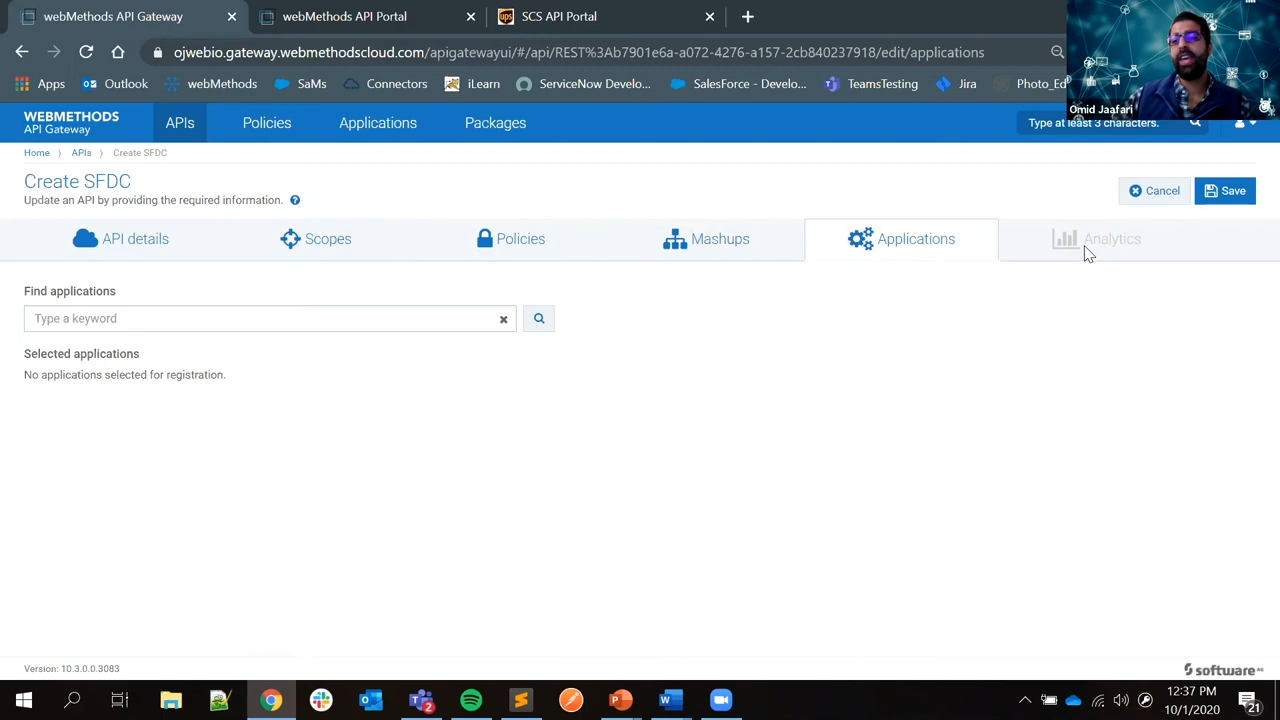 webMethods API Gateway
webMethods API Portal
SCS API Portal
ojwebio.gateway.webmethodscloud.com/apigatewayui/#/api/REST%3Ab7901e6a-a072-4276-a157-2cb840237918/edit/applications
Apps Outlook webMethods SaMs Connectors iLearn ServiceNow Develo... SalesForce - Develo... TeamsTesting Jira Photo_Ed
Omid Jaafari
WEBMETHODS
API Gateway
APIs Policies Applications Packages
Type at least 3 characters.
Home APIs Create SFDC
Create SFDC
Update an API by providing the required information.
Cancel Save
API details Scopes Policies Mashups Applications Analytics
Find applications
Type a keyword
Selected applications
No applications selected for registration.
Version: 10.3.0.0.3083
software AG
2
12:37 PM
10/1/2020
21